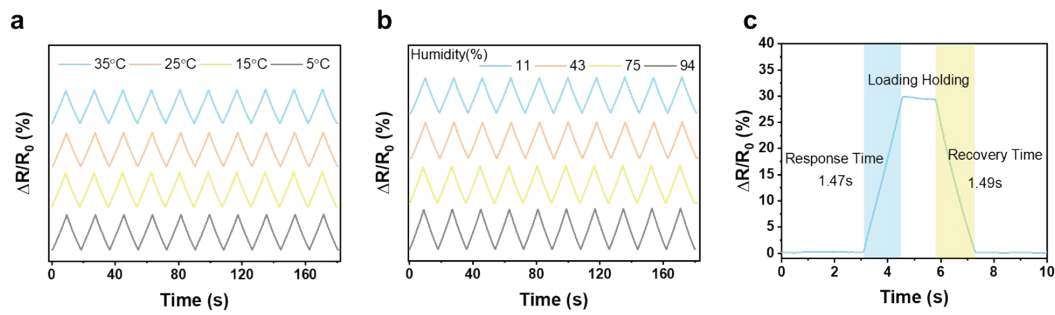 a
35°C 25°C 15°C 5°C
ΔR/R0 (%)
0 40 80 120 160
Time (s)
b
Humidity(%)
11 43 75 94
ΔR/R0 (%)
0 40 80 120 160
Time (s)
c
40
35
30
25
20
15
10
5
0
ΔR/R0 (%)
Loading Holding
Response Time
1.47s
Recovery Time
1.49s
0 2 4 6 8 10
Time (s)